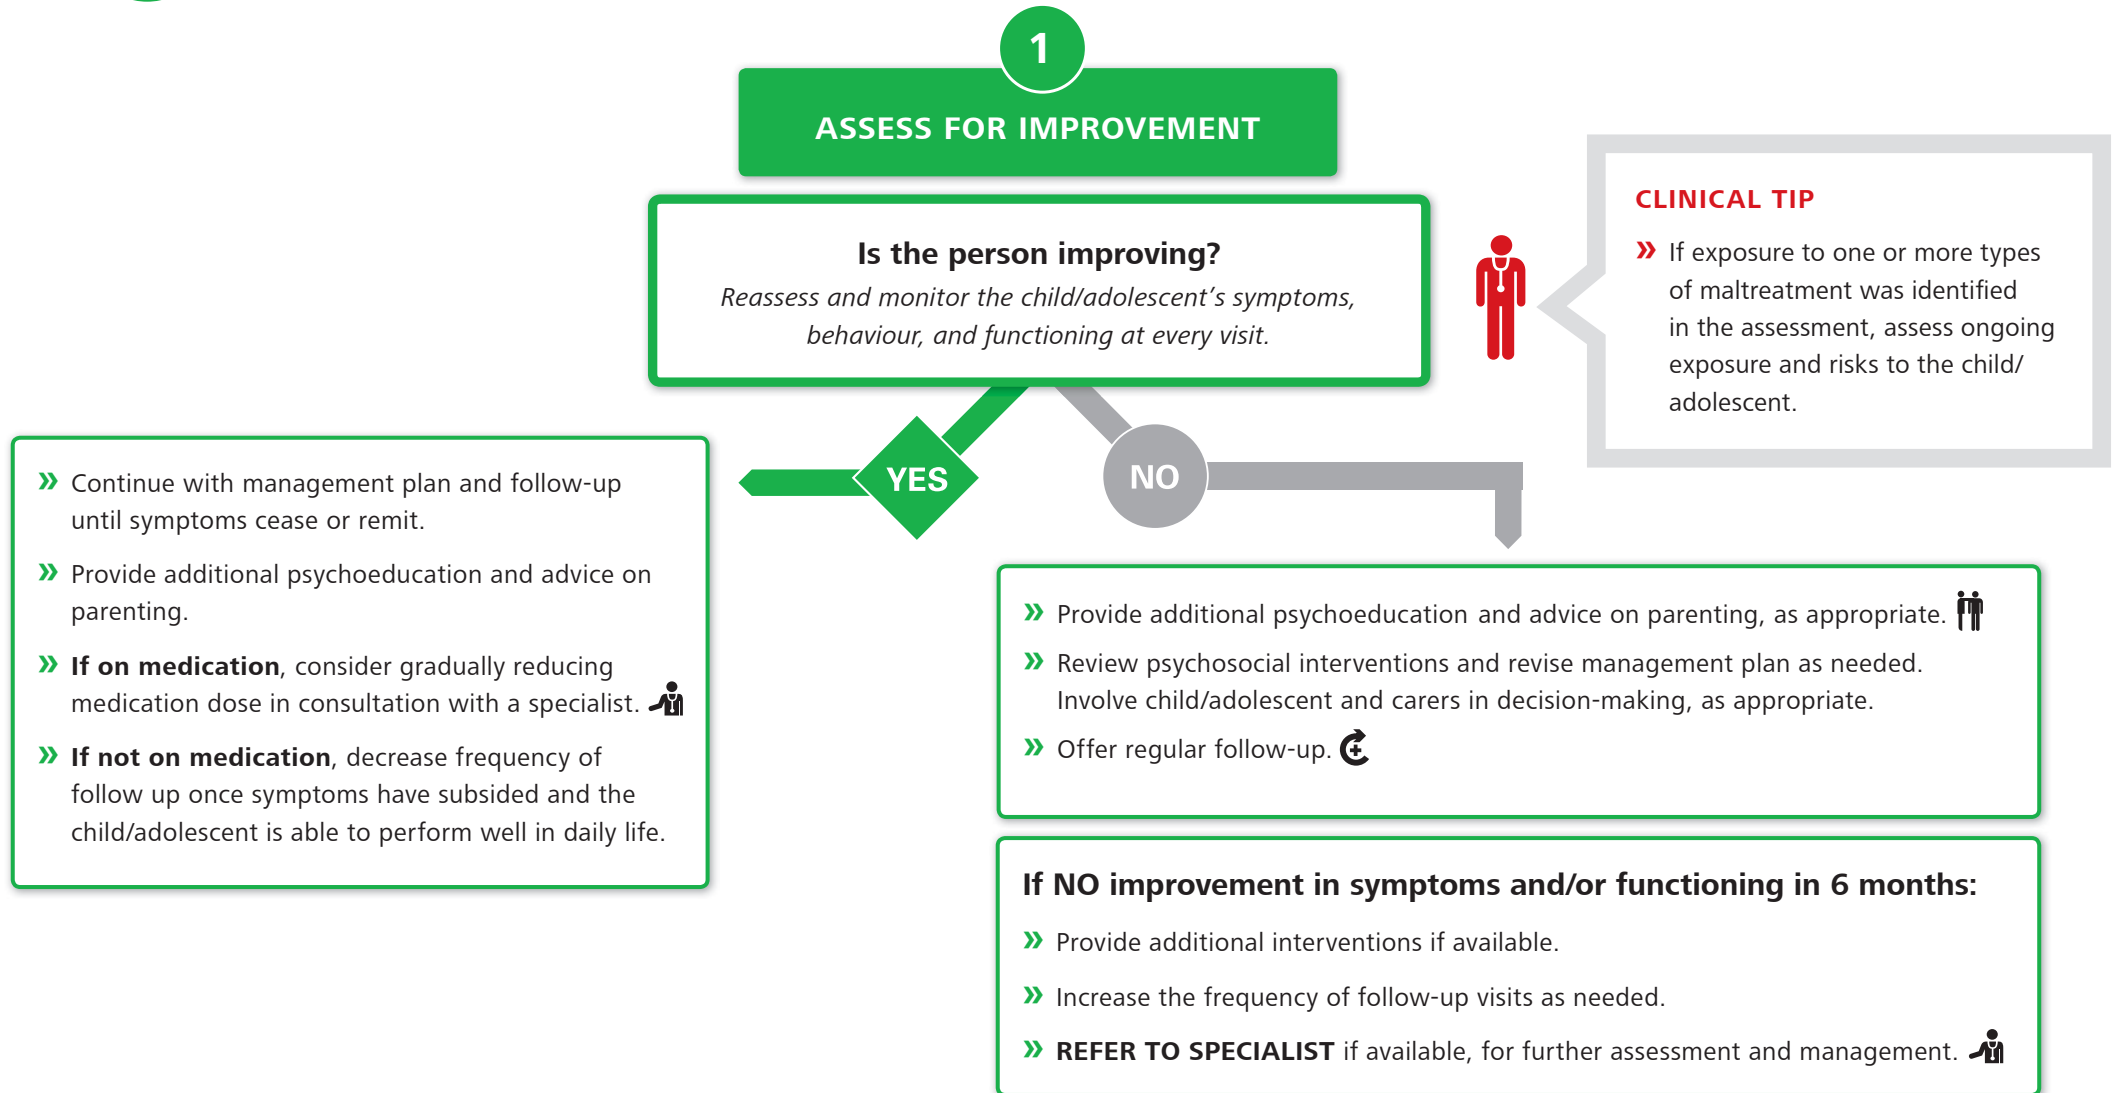 1
ASSESS FOR IMPROVEMENT
Is the person improving?
Reassess and monitor the child/adolescent's symptoms,
behaviour, and functioning at every visit.
CLINICAL TIP
» If exposure to one or more types
of maltreatment was identified
in the assessment, assess ongoing
exposure and risks to the child/
adolescent.
YES
» Continue with management plan and follow-up
until symptoms cease or remit.
» Provide additional psychoeducation and advice on
parenting.
» If on medication, consider gradually reducing
medication dose in consultation with a specialist.
» If not on medication, decrease frequency of
follow up once symptoms have subsided and the
child/adolescent is able to perform well in daily life.
NO
» Provide additional psychoeducation and advice on parenting, as appropriate.
» Review psychosocial interventions and revise management plan as needed.
Involve child/adolescent and carers in decision-making, as appropriate.
» Offer regular follow-up.
If NO improvement in symptoms and/or functioning in 6 months:
» Provide additional interventions if available.
» Increase the frequency of follow-up visits as needed.
» REFER TO SPECIALIST if available, for further assessment and management.